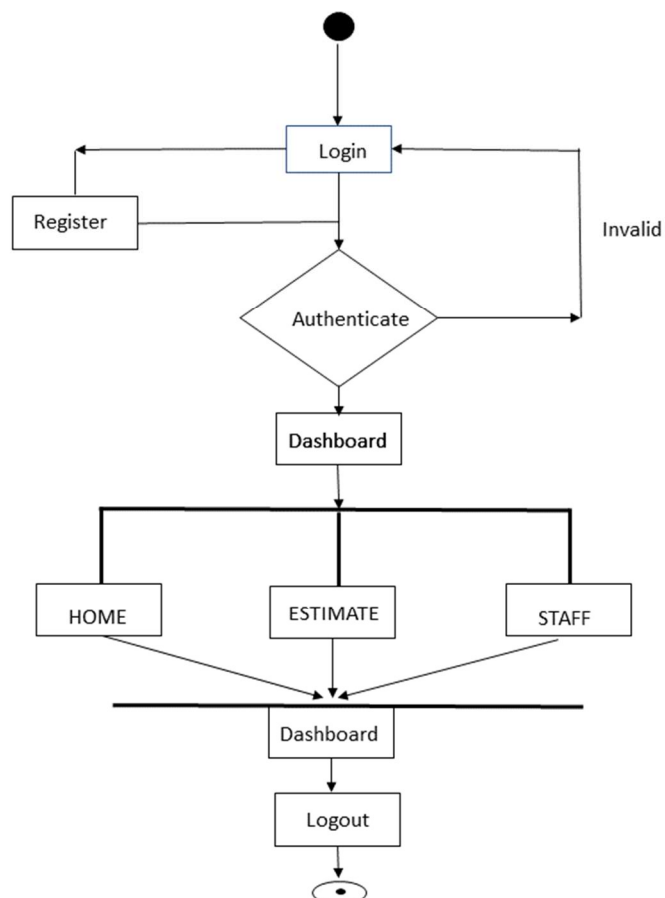 Login
Register
Invalid
Authenticate
Dashboard
HOME
ESTIMATE
STAFF
Dashboard
Logout